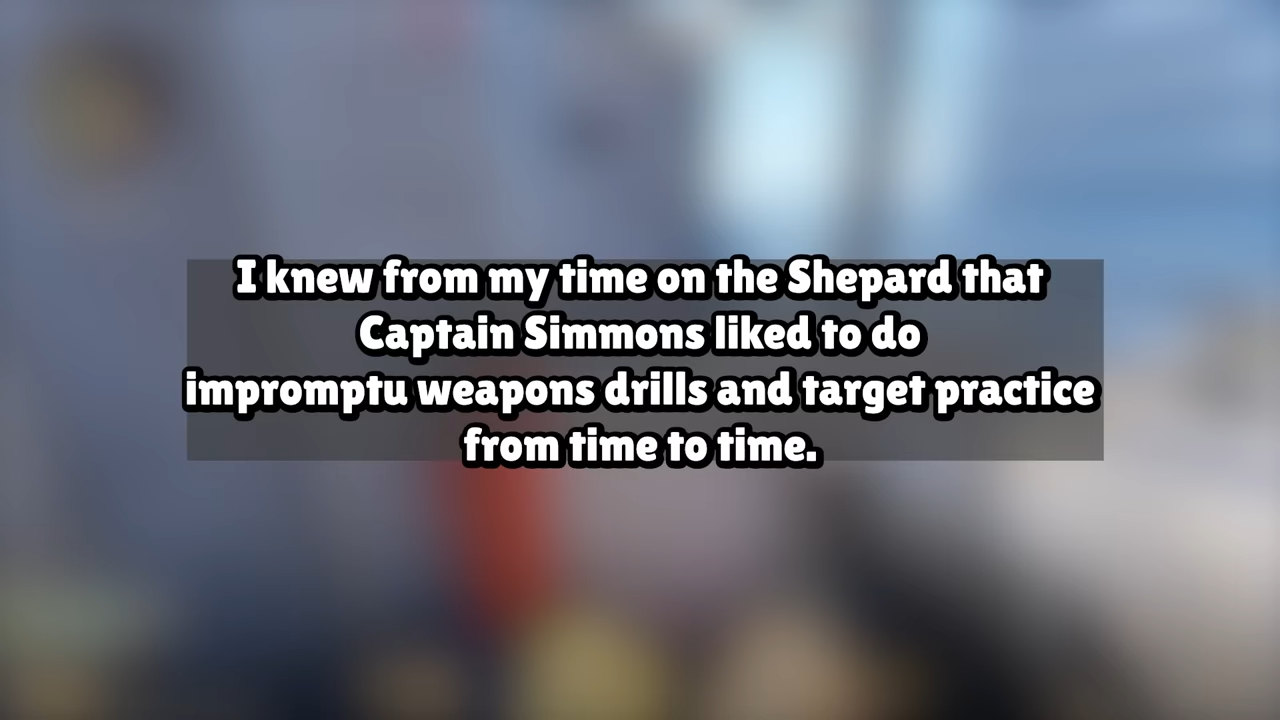 I knew from my time on the Shepard that
Captain Simmons liked to do
impromptu weapons drills and target practice
from time to time.